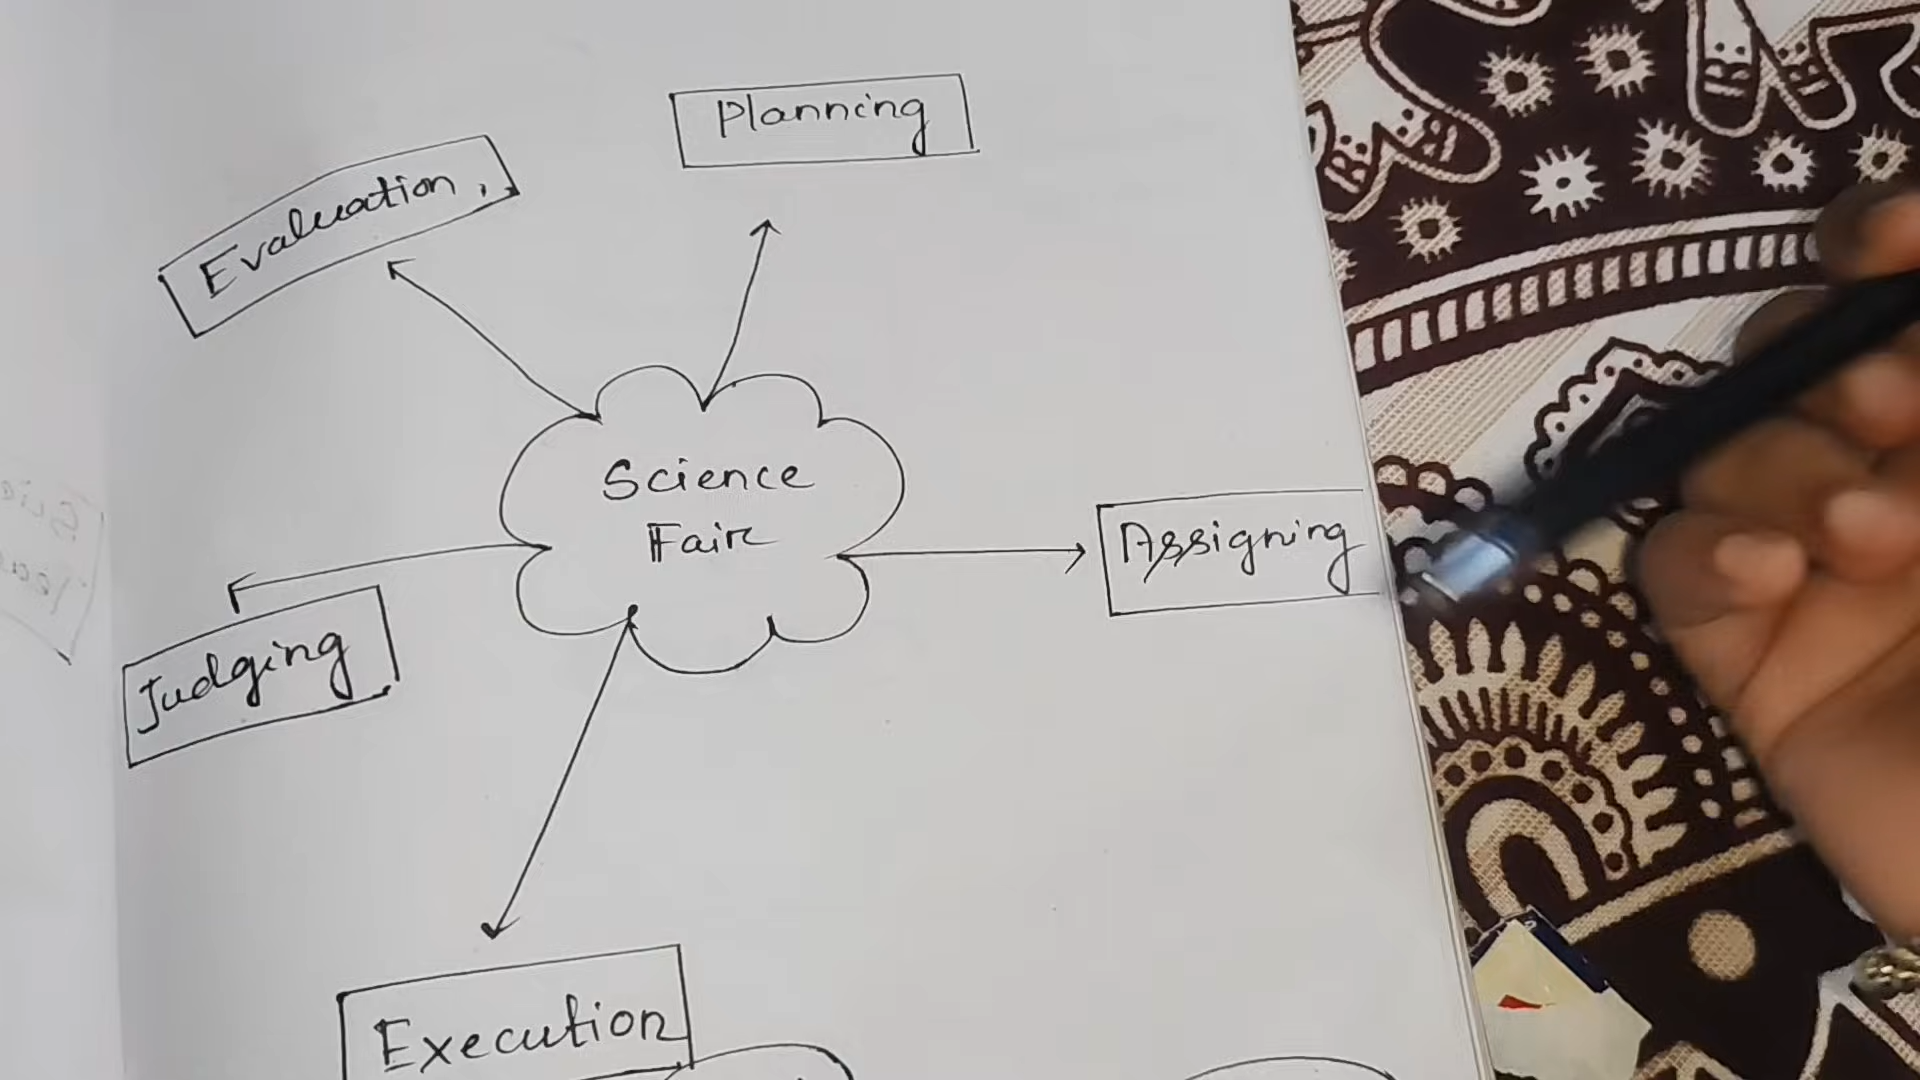 Planning
Evaluation,
Science
Fair
Assigning
Judging
Execution